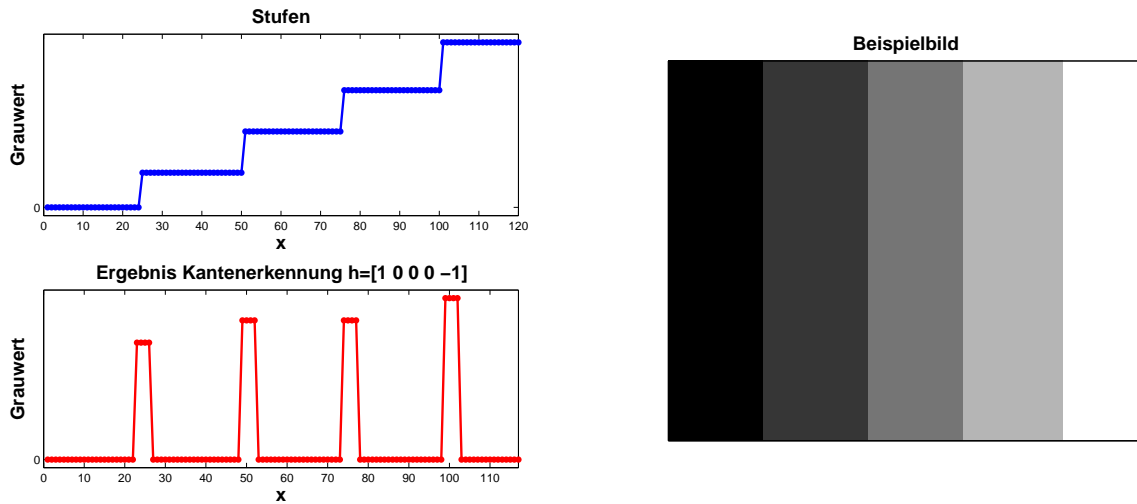 Stufen
Grauwert
0
0 10 20 30 40 50 60 70 80 90 100 110 120
x
Ergebnis Kantenerkennung h=[1 0 0 0 −1]
Grauwert
0
0 10 20 30 40 50 60 70 80 90 100 110
x
Beispielbild